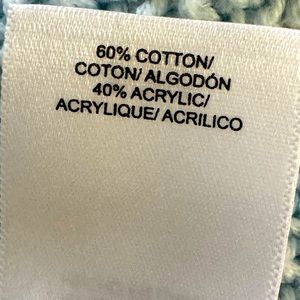 60% COTTON/
COTON/ ALGODÓN
40% ACRYLIC/
ACRYLIQUE/ ACRILICO